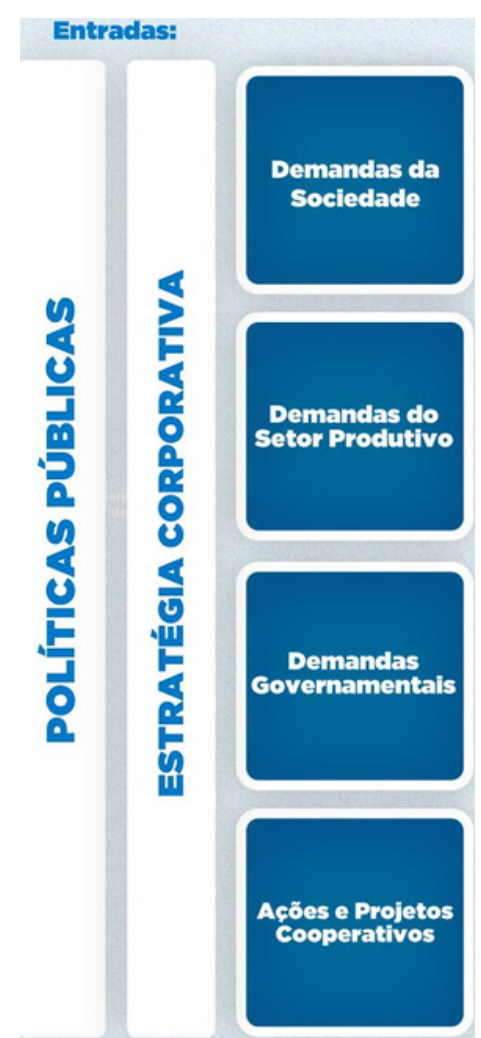 Entradas:
POLÍTICAS PÚBLICAS
ESTRATÉGIA CORPORATIVA
Demandas da
Sociedade
Demandas do
Setor Produtivo
Demandas
Governamentais
Ações e Projetos
Cooperativos